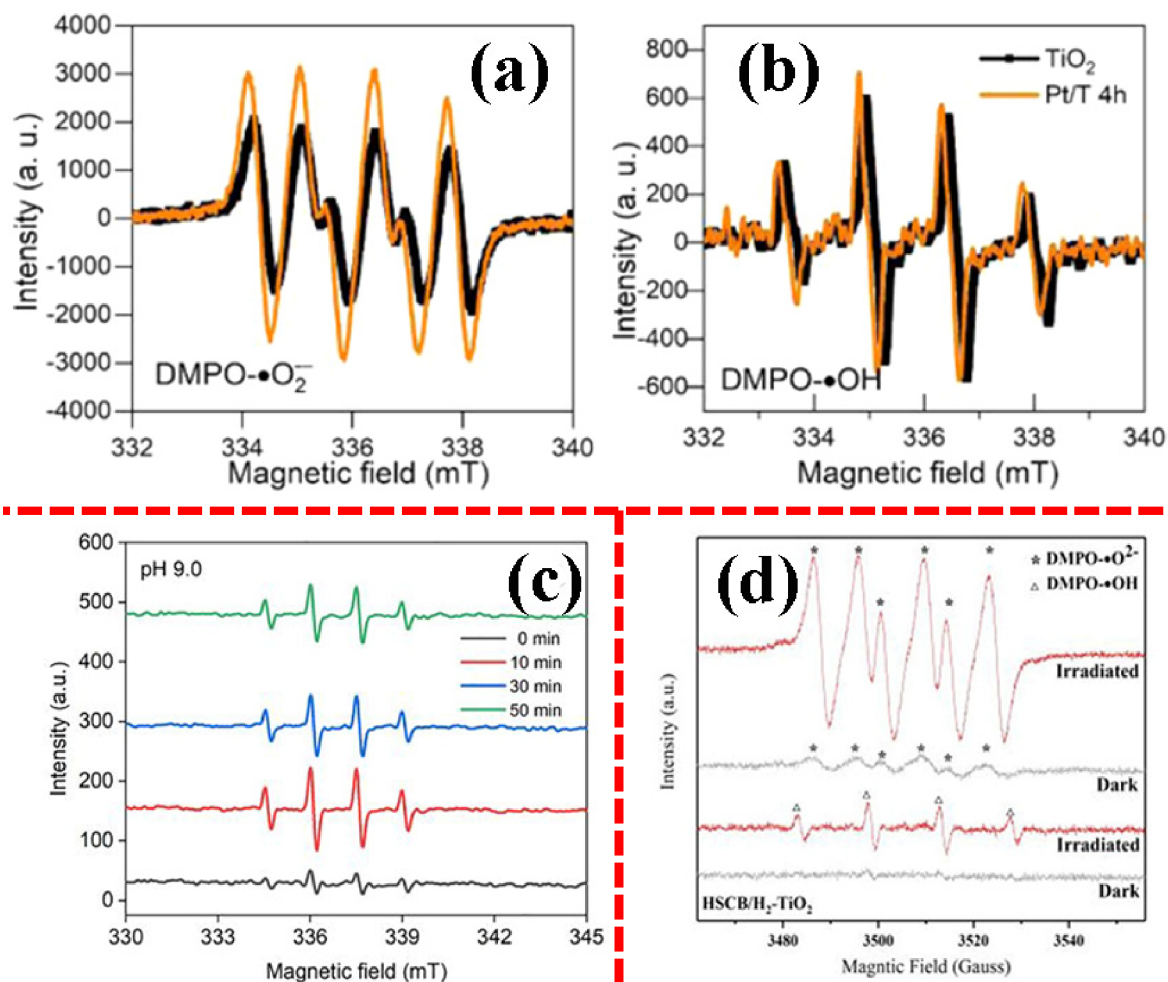 (a)
4000
3000
2000
1000
0
-1000
-2000
-3000
-4000
Intensity (a. u.)
DMPO-•O₂⁻
332 334 336 338 340
Magnetic field (mT)
(b)
TiO₂
Pt/T 4h
800
600
400
200
0
-200
-400
-600
Intensity (a. u.)
DMPO-•OH
332 334 336 338 340
Magnetic field (mT)
(c)
pH 9.0
0 min
10 min
30 min
50 min
600
500
400
300
200
100
0
Intensity (a.u.)
330 333 336 339 342 345
Magnetic field (mT)
(d)
* DMPO-•O²⁻
△ DMPO-•OH
Irradiated
Dark
Irradiated
Dark
Intensity (a.u.)
HSCB/H₂-TiO₂
3480 3500 3520 3540
Magntic Field (Gauss)